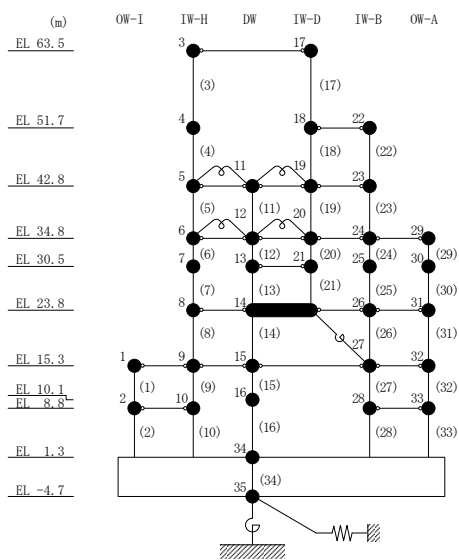 (m) OW-I IW-H DW IW-D IW-B OW-A
EL 63.5 3 17
(3) (17)
EL 51.7 4 18 22
(4) 11 (18) 19 (22)
EL 42.8 5 23
(5) 12 (11) 20 (19) (23)
EL 34.8 6 24 29
(6) (12) (20) (24) (29)
EL 30.5 7 13 21 25 30
(7) (13) (21) (25) (30)
EL 23.8 8 14 26 31
(8) (14) 27 (26) (31)
EL 15.3 1 9 15 32
(1) (9) (15) (27) (32)
EL 10.1 16
EL 8.8 2 10 28 33
(2) (10) (16) (28) (33)
EL 1.3 34
(34)
EL -4.7 35